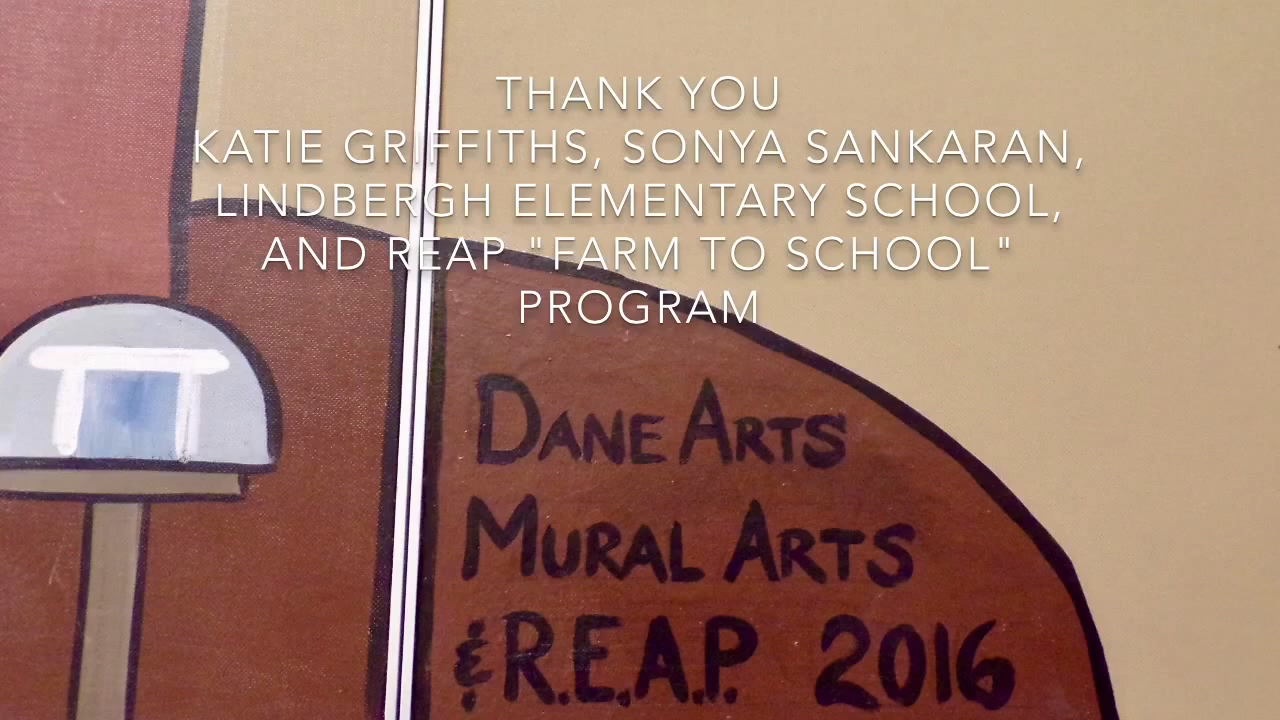 THANK YOU
KATIE GRIFFITHS, SONYA SANKARAN,
LINDBERGH ELEMENTARY SCHOOL,
AND REAP "FARM TO SCHOOL"
PROGRAM
DANE ARTS
MURAL ARTS
& R.E.A.P. 2016